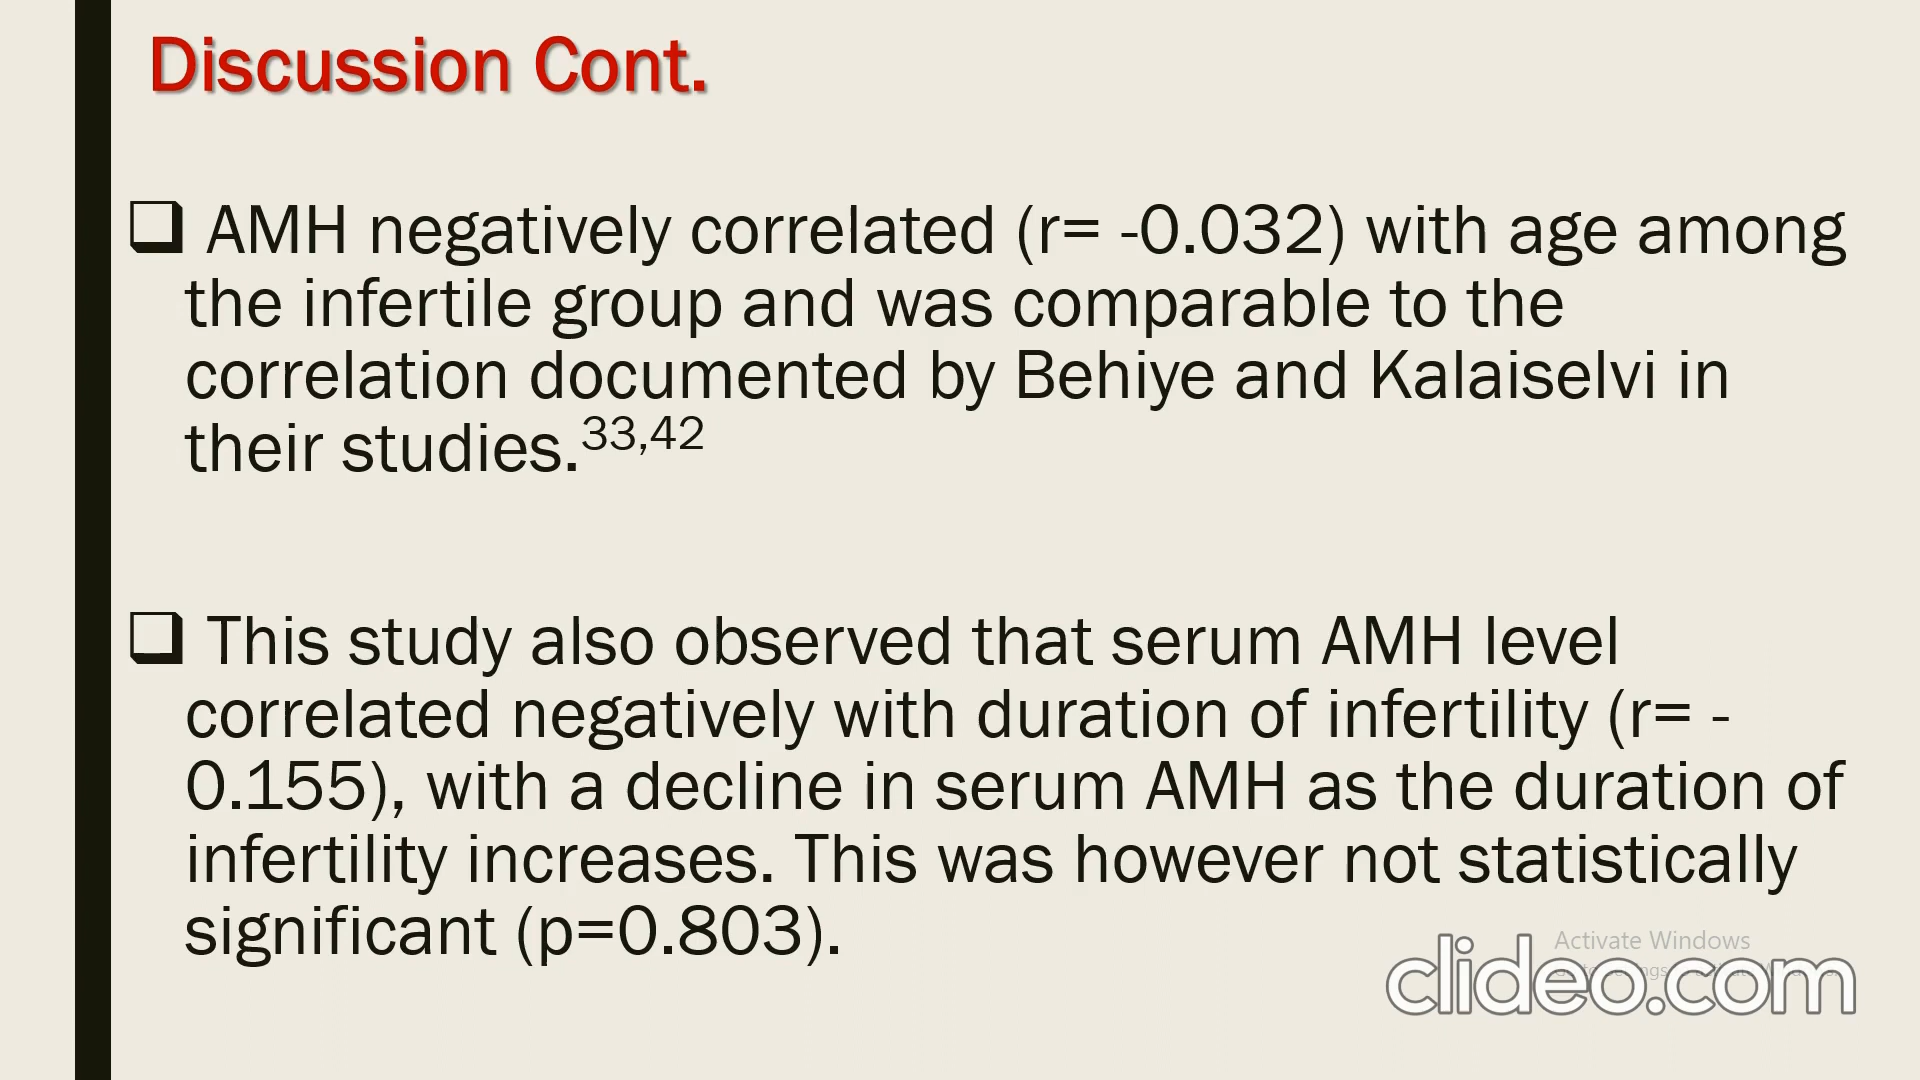 Discussion Cont.
❑ AMH negatively correlated (r= -0.032) with age among
the infertile group and was comparable to the
correlation documented by Behiye and Kalaiselvi in
their studies.33,42
❑ This study also observed that serum AMH level
correlated negatively with duration of infertility (r= -
0.155), with a decline in serum AMH as the duration of
infertility increases. This was however not statistically
significant (p=0.803).
Activate Windows
clideo.com